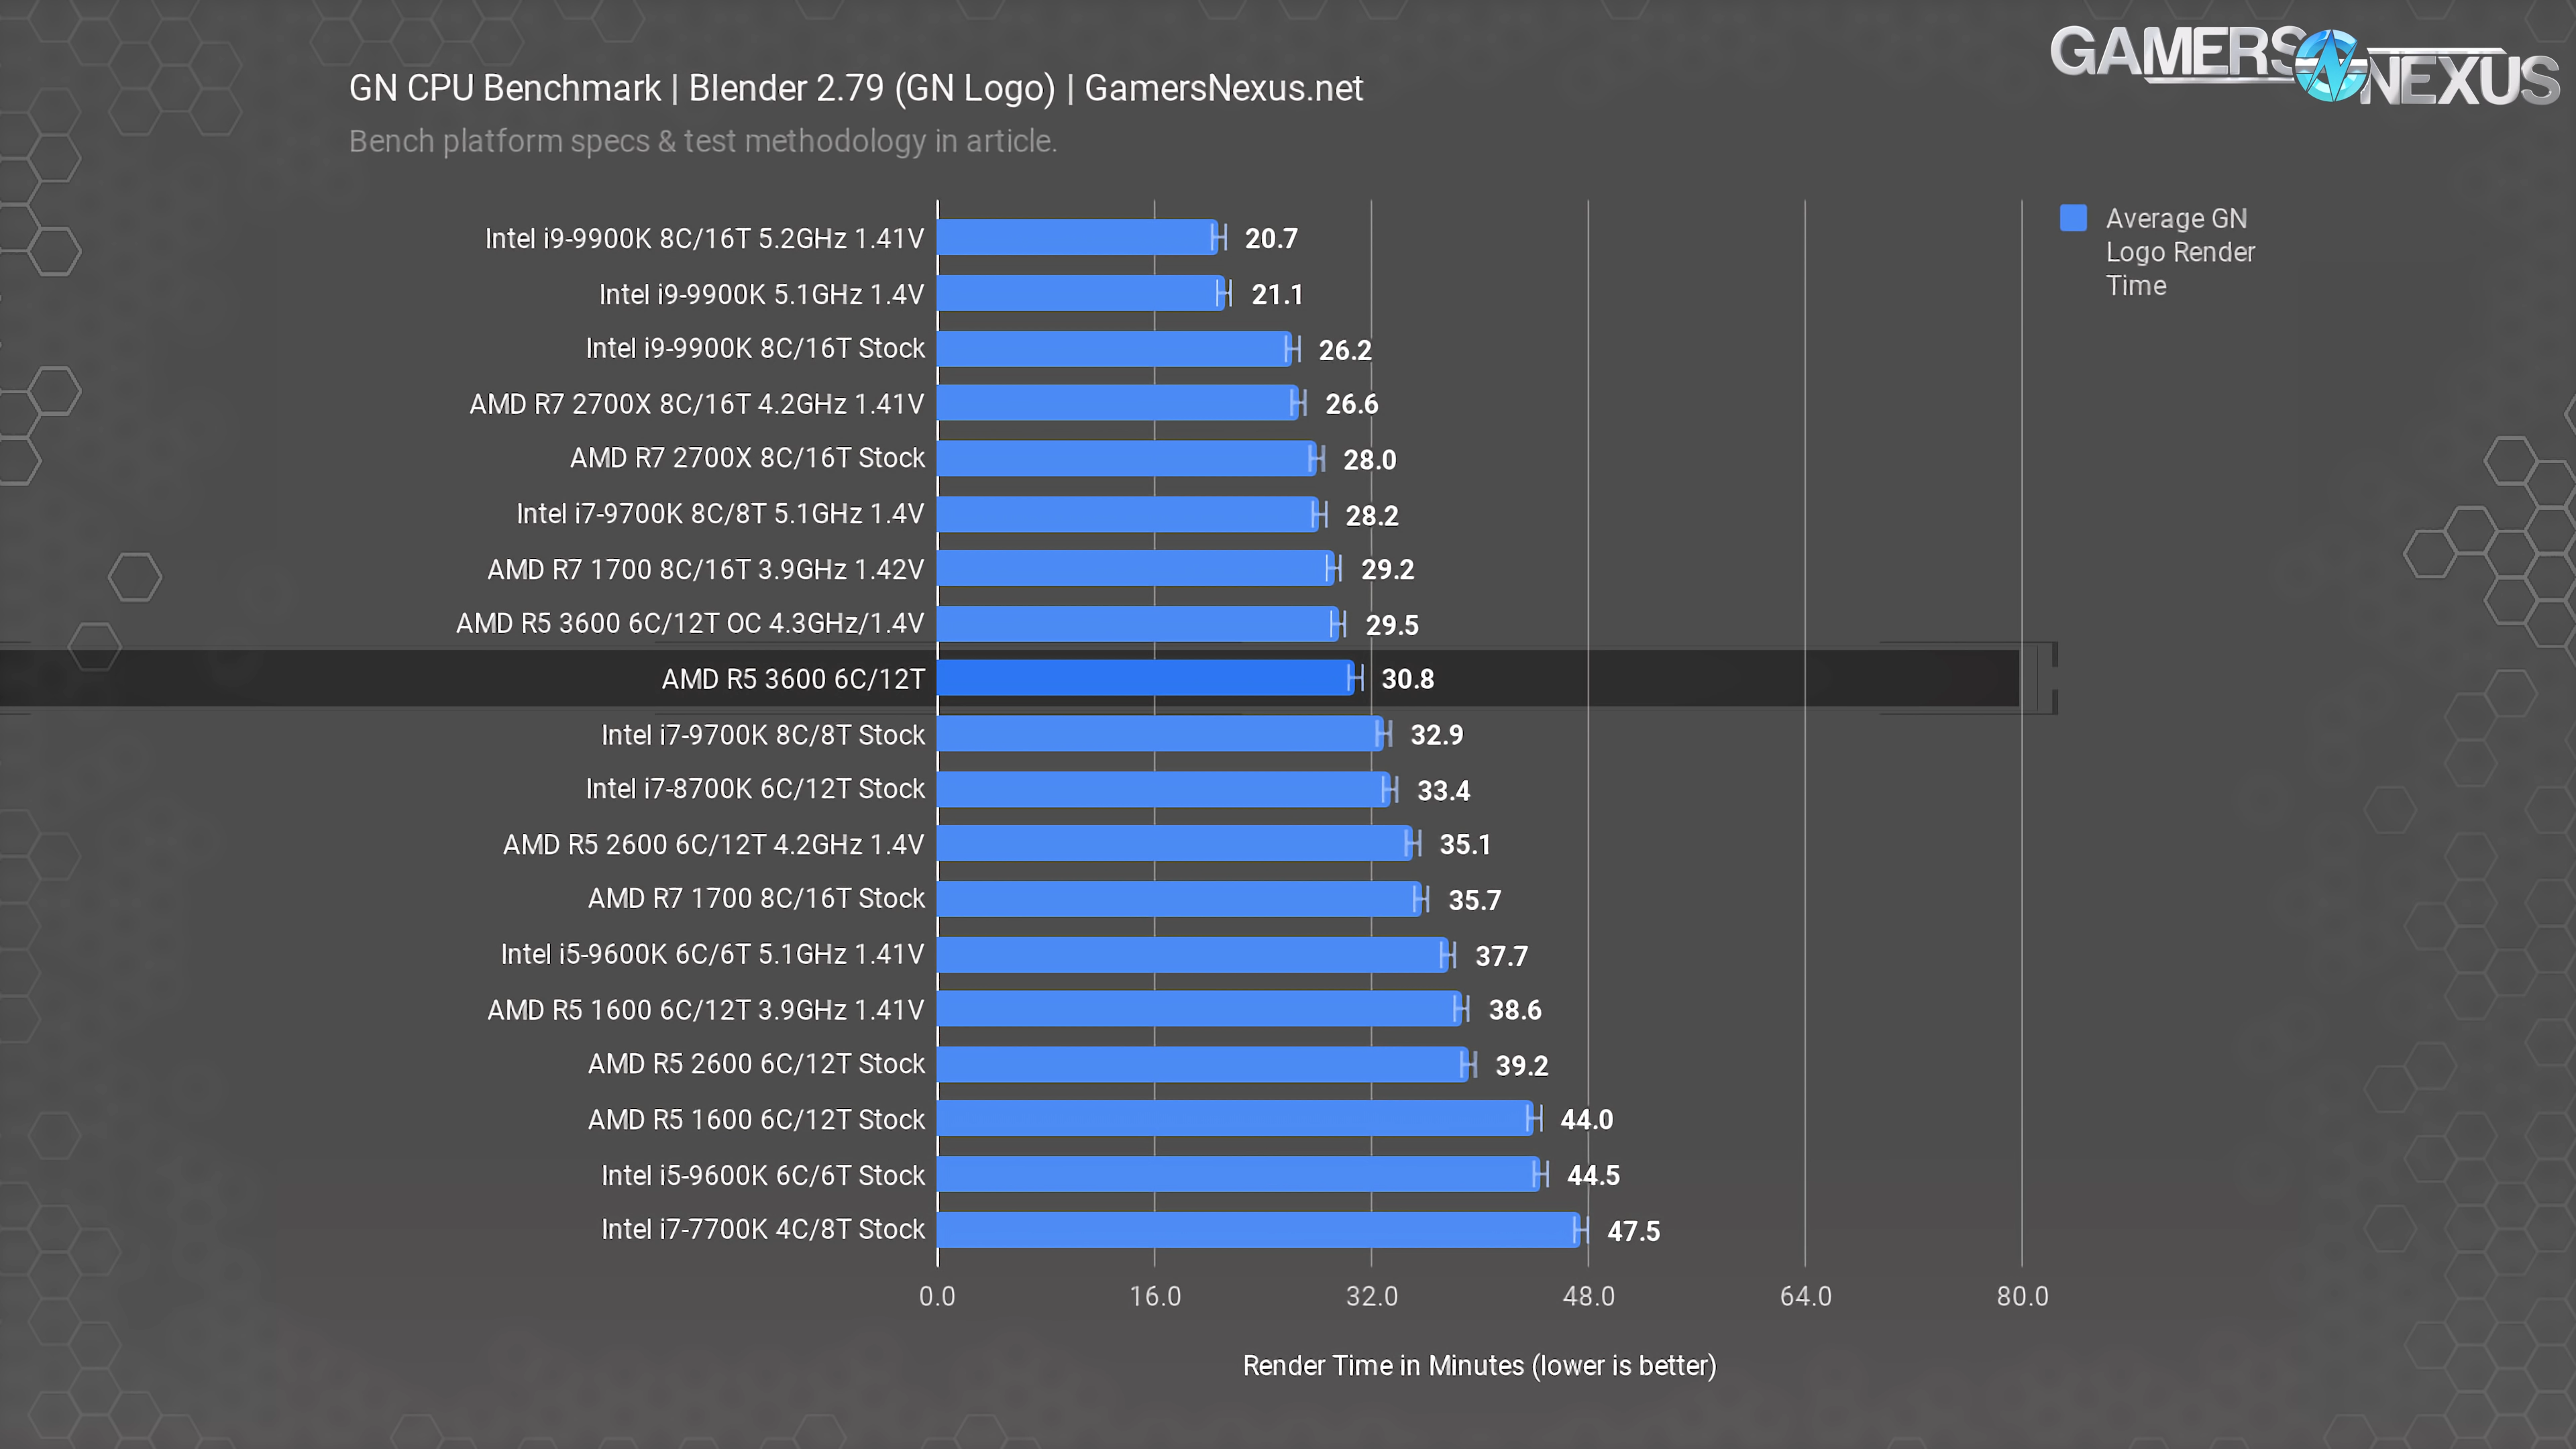 GAMERS NEXUS
GN CPU Benchmark | Blender 2.79 (GN Logo) | GamersNexus.net
Bench platform specs & test methodology in article.
Average GN
Logo Render
Time
Intel i9-9900K 8C/16T 5.2GHz 1.41V 20.7
Intel i9-9900K 5.1GHz 1.4V 21.1
Intel i9-9900K 8C/16T Stock 26.2
AMD R7 2700X 8C/16T 4.2GHz 1.41V 26.6
AMD R7 2700X 8C/16T Stock 28.0
Intel i7-9700K 8C/8T 5.1GHz 1.4V 28.2
AMD R7 1700 8C/16T 3.9GHz 1.42V 29.2
AMD R5 3600 6C/12T OC 4.3GHz/1.4V 29.5
AMD R5 3600 6C/12T 30.8
Intel i7-9700K 8C/8T Stock 32.9
Intel i7-8700K 6C/12T Stock 33.4
AMD R5 2600 6C/12T 4.2GHz 1.4V 35.1
AMD R7 1700 8C/16T Stock 35.7
Intel i5-9600K 6C/6T 5.1GHz 1.41V 37.7
AMD R5 1600 6C/12T 3.9GHz 1.41V 38.6
AMD R5 2600 6C/12T Stock 39.2
AMD R5 1600 6C/12T Stock 44.0
Intel i5-9600K 6C/6T Stock 44.5
Intel i7-7700K 4C/8T Stock 47.5
0.0 16.0 32.0 48.0 64.0 80.0
Render Time in Minutes (lower is better)